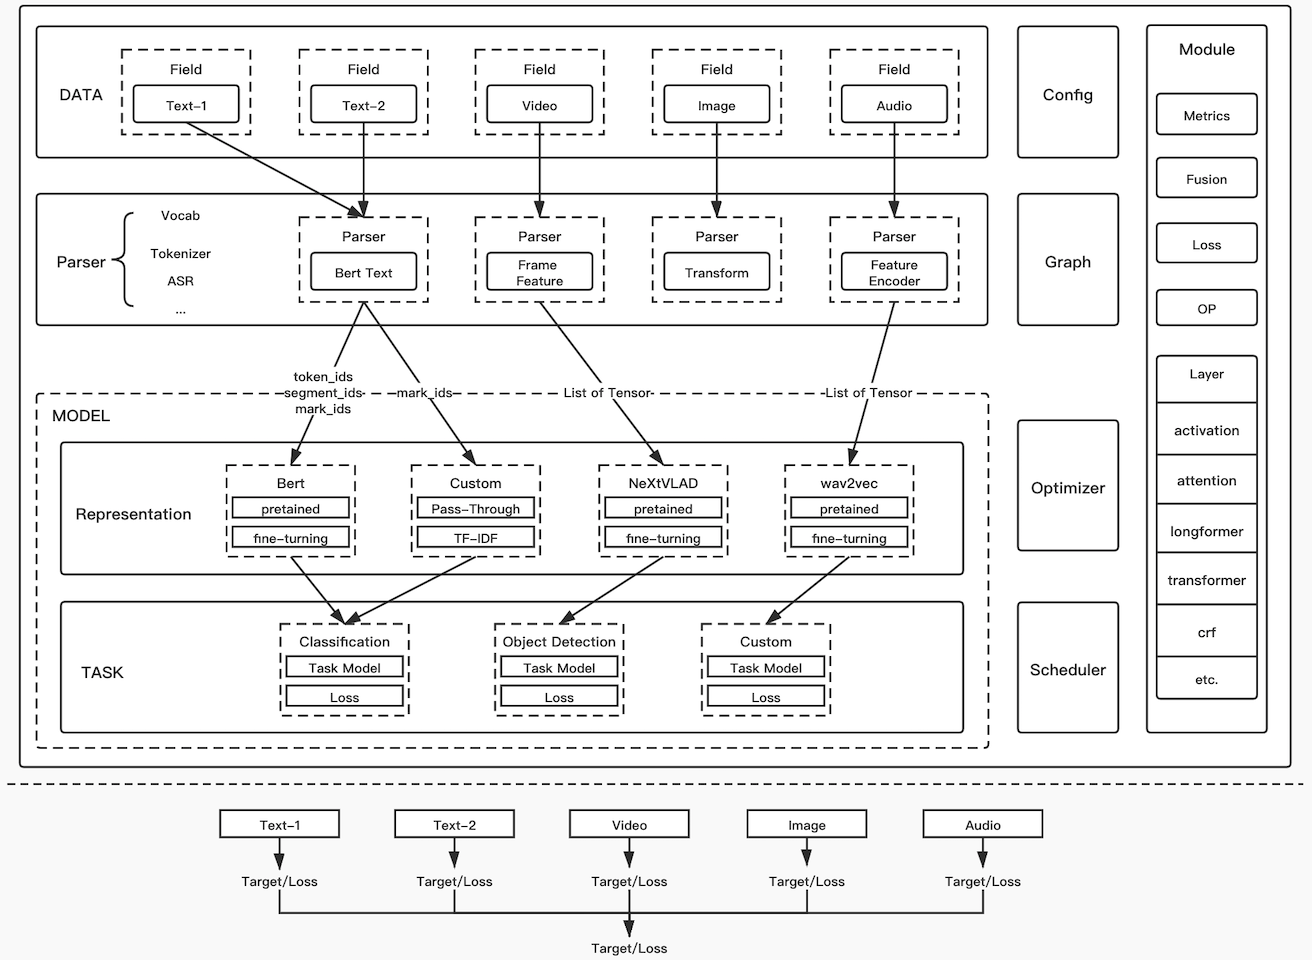 DATA
Field
Text-1
Field
Text-2
Field
Video
Field
Image
Field
Audio
Config
Module
Metrics
Fusion
Loss
OP
Layer
activation
attention
longformer
transformer
crf
etc.
Parser
Vocab
Tokenizer
ASR
...
Parser
Bert Text
Parser
Frame
Feature
Parser
Transform
Parser
Feature
Encoder
Graph
token_ids
segment_ids
mark_ids
mark_ids
List of Tensor
List of Tensor
MODEL
Representation
Bert
pretained
fine-turning
Custom
Pass-Through
TF-IDF
NeXtVLAD
pretained
fine-turning
wav2vec
pretained
fine-turning
Optimizer
TASK
Classification
Task Model
Loss
Object Detection
Task Model
Loss
Custom
Task Model
Loss
Scheduler
Text-1
Text-2
Video
Image
Audio
Target/Loss
Target/Loss
Target/Loss
Target/Loss
Target/Loss
Target/Loss